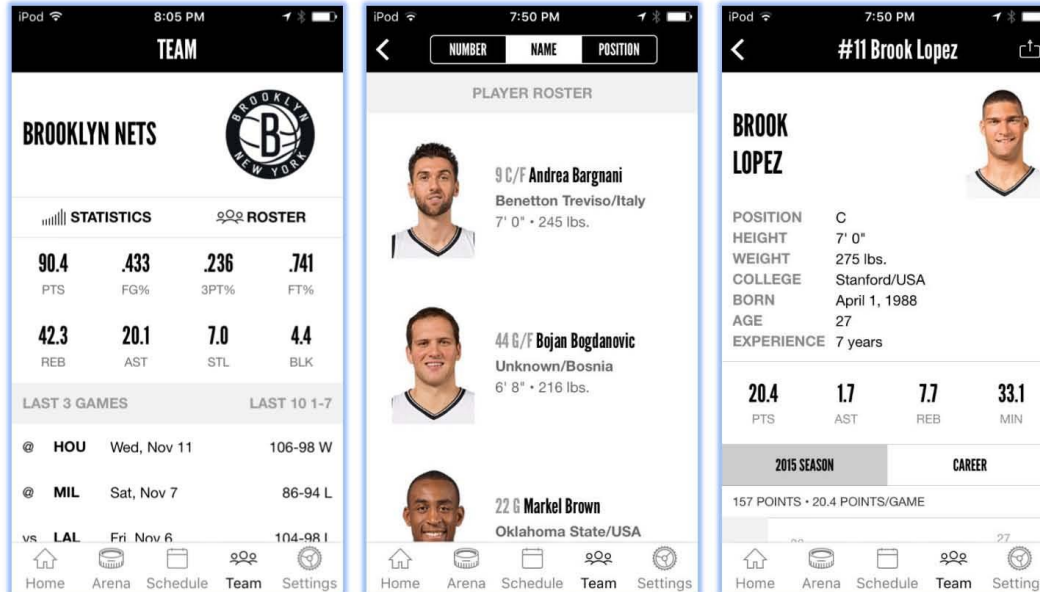 iPod 8:05 PM
TEAM
BROOKLYN NETS
BROOKLYN
B
NEW YORK
STATISTICS ROSTER
90.4 .433 .236 .741
PTS FG% 3PT% FT%
42.3 20.1 7.0 4.4
REB AST STL BLK
LAST 3 GAMES LAST 10 1-7
@ HOU Wed, Nov 11 106-98 W
@ MIL Sat, Nov 7 86-94 L
vs LAL Fri, Nov 6 104-98 L
Home Arena Schedule Team Settings
iPod 7:50 PM
NUMBER NAME POSITION
PLAYER ROSTER
9 C/F Andrea Bargnani
Benetton Treviso/Italy
7' 0" • 245 lbs.
44 G/F Bojan Bogdanovic
Unknown/Bosnia
6' 8" • 216 lbs.
22 G Markel Brown
Oklahoma State/USA
Home Arena Schedule Team Settings
iPod 7:50 PM
#11 Brook Lopez
BROOK
LOPEZ
POSITION C
HEIGHT 7' 0"
WEIGHT 275 lbs.
COLLEGE Stanford/USA
BORN April 1, 1988
AGE 27
EXPERIENCE 7 years
20.4 1.7 7.7 33.1
PTS AST REB MIN
2015 SEASON CAREER
157 POINTS • 20.4 POINTS/GAME
27
Home Arena Schedule Team Setting